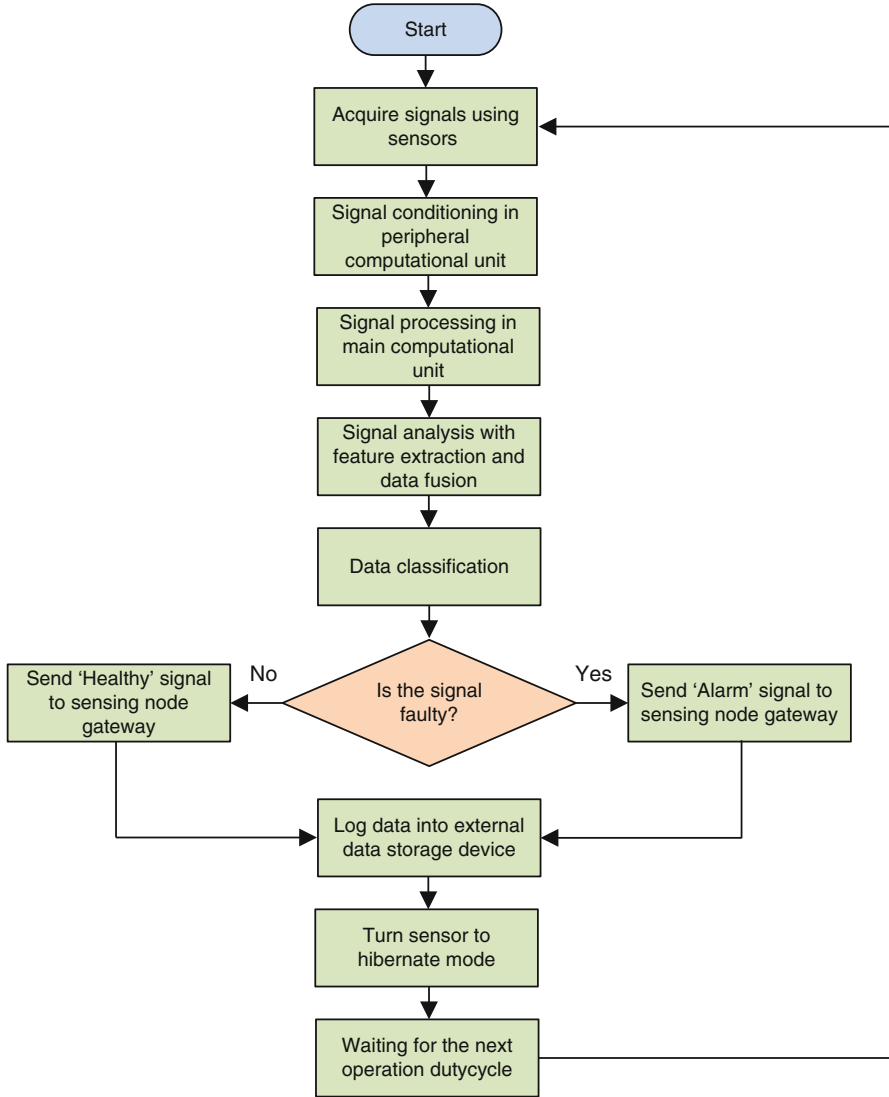 Start
Acquire signals using
sensors
Signal conditioning in
peripheral
computational unit
Signal processing in
main computational
unit
Signal analysis with
feature extraction and
data fusion
Data classification
Is the signal
faulty?
No
Yes
Send ‘Healthy’ signal
to sensing node
gateway
Send ‘Alarm’ signal to
sensing node gateway
Log data into external
data storage device
Turn sensor to
hibernate mode
Waiting for the next
operation dutycycle